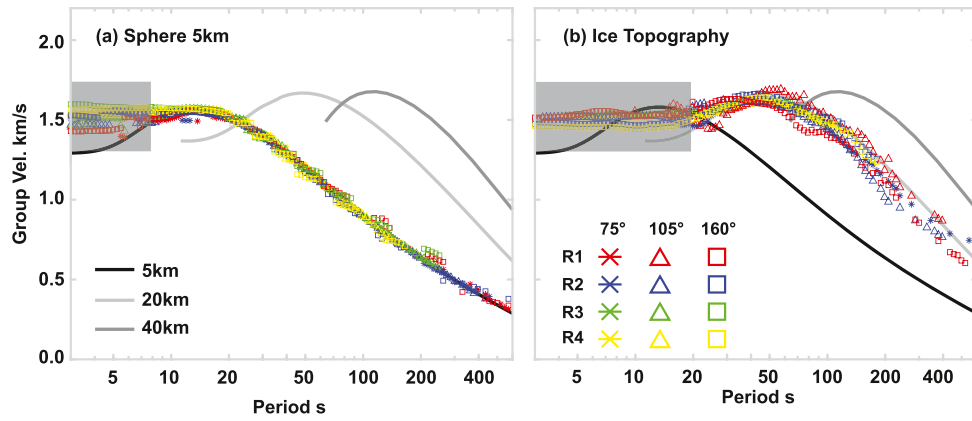 (a) Sphere 5km
(b) Ice Topography
Group Vel. km/s
2.0
1.5
1.0
0.5
0.0
5km
20km
40km
75° 105° 160°
R1
R2
R3
R4
5 10 20 50 100 200 400
5 10 20 50 100 200 400
Period s
Period s